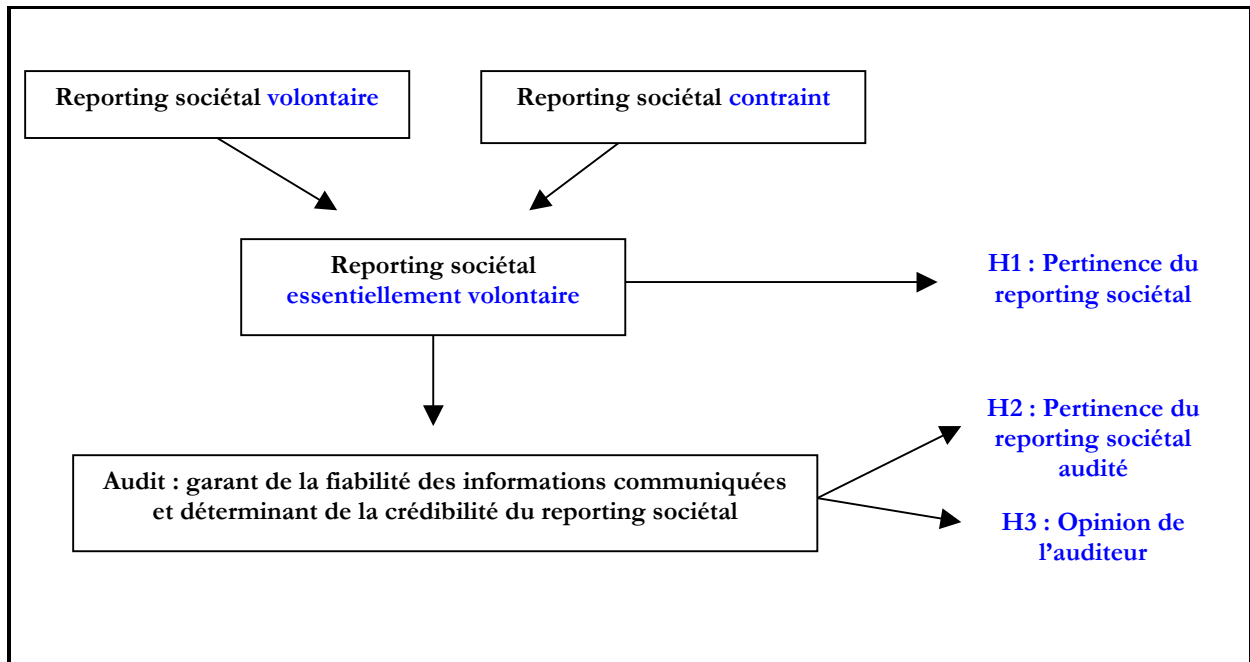 Reporting sociétal volontaire
Reporting sociétal contraint
Reporting sociétal
essentiellement volontaire
H1 : Pertinence du
reporting sociétal
Audit : garant de la fiabilité des informations communiquées
et déterminant de la crédibilité du reporting sociétal
H2 : Pertinence du
reporting sociétal
audité
H3 : Opinion de
l’auditeur